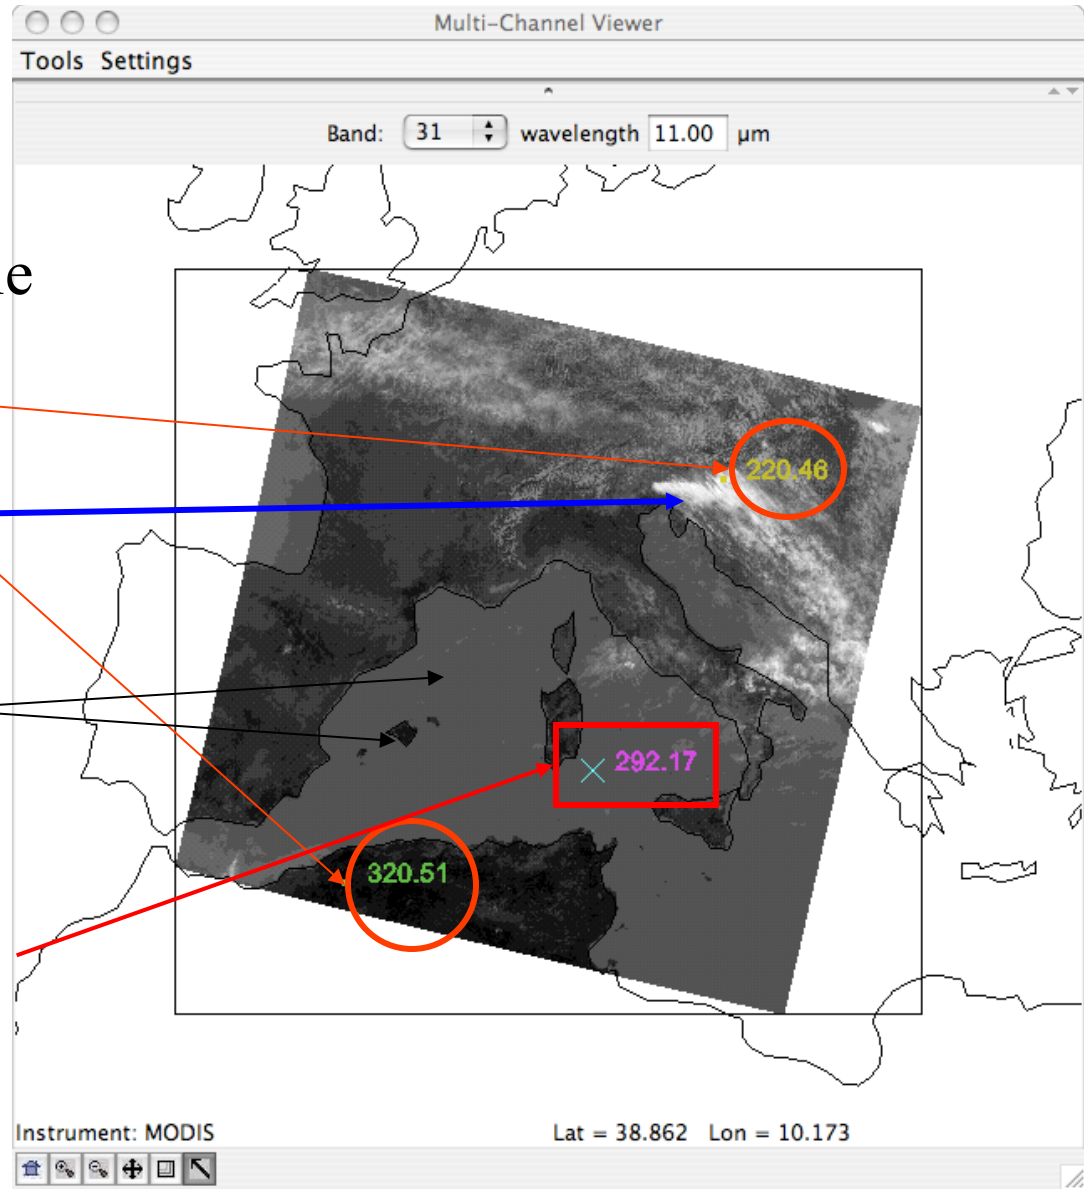 Multi-Channel Viewer
Tools Settings
Band: 31 wavelength 11.00 µm
220.46
292.17
320.51
Instrument: MODIS Lat = 38.862 Lon = 10.173